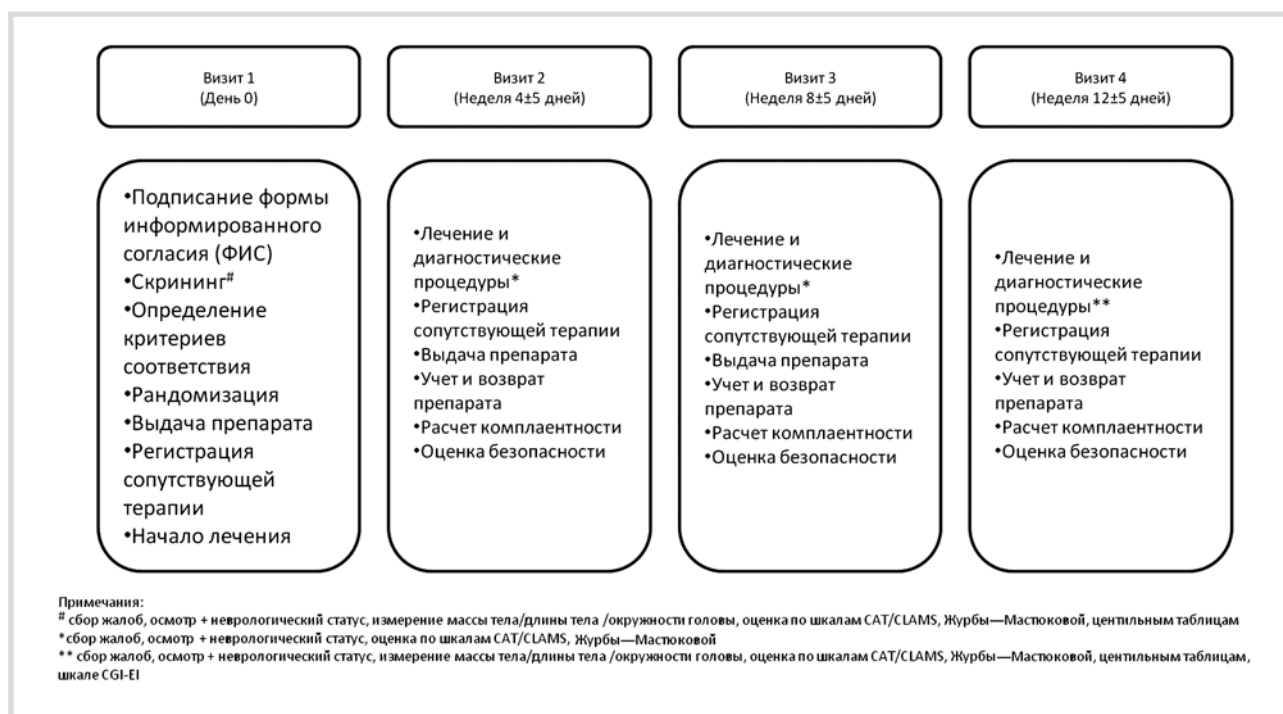 Визит 1
(День 0)
Визит 2
(Неделя 4±5 дней)
Визит 3
(Неделя 8±5 дней)
Визит 4
(Неделя 12±5 дней)
•Подписание формы
информированного
согласия (ФИС)
•Скрининг#
•Определение
критериев
соответствия
•Рандомизация
•Выдача препарата
•Регистрация
сопутствующей
терапии
•Начало лечения
•Лечение и
диагностические
процедуры*
•Регистрация
сопутствующей терапии
•Выдача препарата
•Учет и возврат
препарата
•Расчет комплаентности
•Оценка безопасности
•Лечение и
диагностические
процедуры*
•Регистрация
сопутствующей терапии
•Выдача препарата
•Учет и возврат
препарата
•Расчет комплаентности
•Оценка безопасности
•Лечение и
диагностические
процедуры**
•Регистрация
сопутствующей терапии
•Учет и возврат
препарата
•Расчет комплаентности
•Оценка безопасности
Примечания:
# сбор жалоб, осмотр + неврологический статус, измерение массы тела/длины тела /окружности головы, оценка по шкалам CAT/CLAMS, Журбы—Мастюковой, центильным таблицам
*сбор жалоб, осмотр + неврологический статус, оценка по шкалам CAT/CLAMS, Журбы—Мастюковой
** сбор жалоб, осмотр + неврологический статус, измерение массы тела/длины тела /окружности головы, оценка по шкалам CAT/CLAMS, Журбы—Мастюковой, центильным таблицам,
шкале CGI-EI